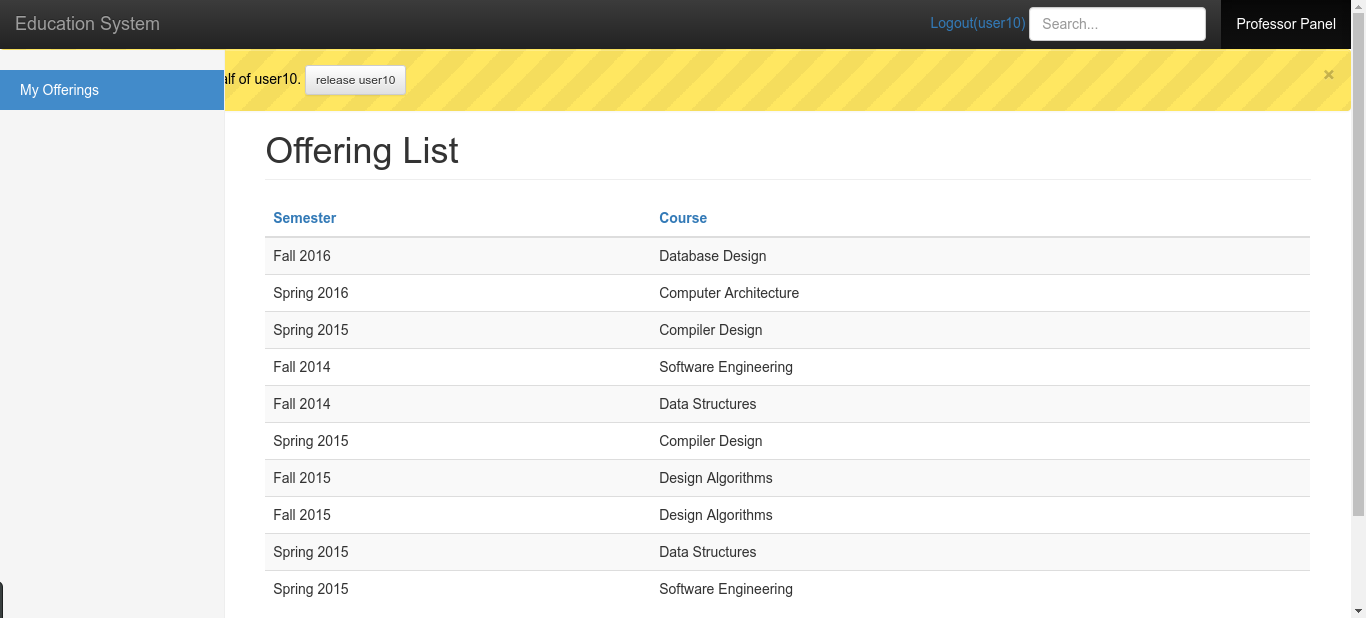 Education System
Logout(user10) Search... Professor Panel
My Offerings
of user10. release user10 ×
Offering List
Semester Course
Fall 2016 Database Design
Spring 2016 Computer Architecture
Spring 2015 Compiler Design
Fall 2014 Software Engineering
Fall 2014 Data Structures
Spring 2015 Compiler Design
Fall 2015 Design Algorithms
Fall 2015 Design Algorithms
Spring 2015 Data Structures
Spring 2015 Software Engineering